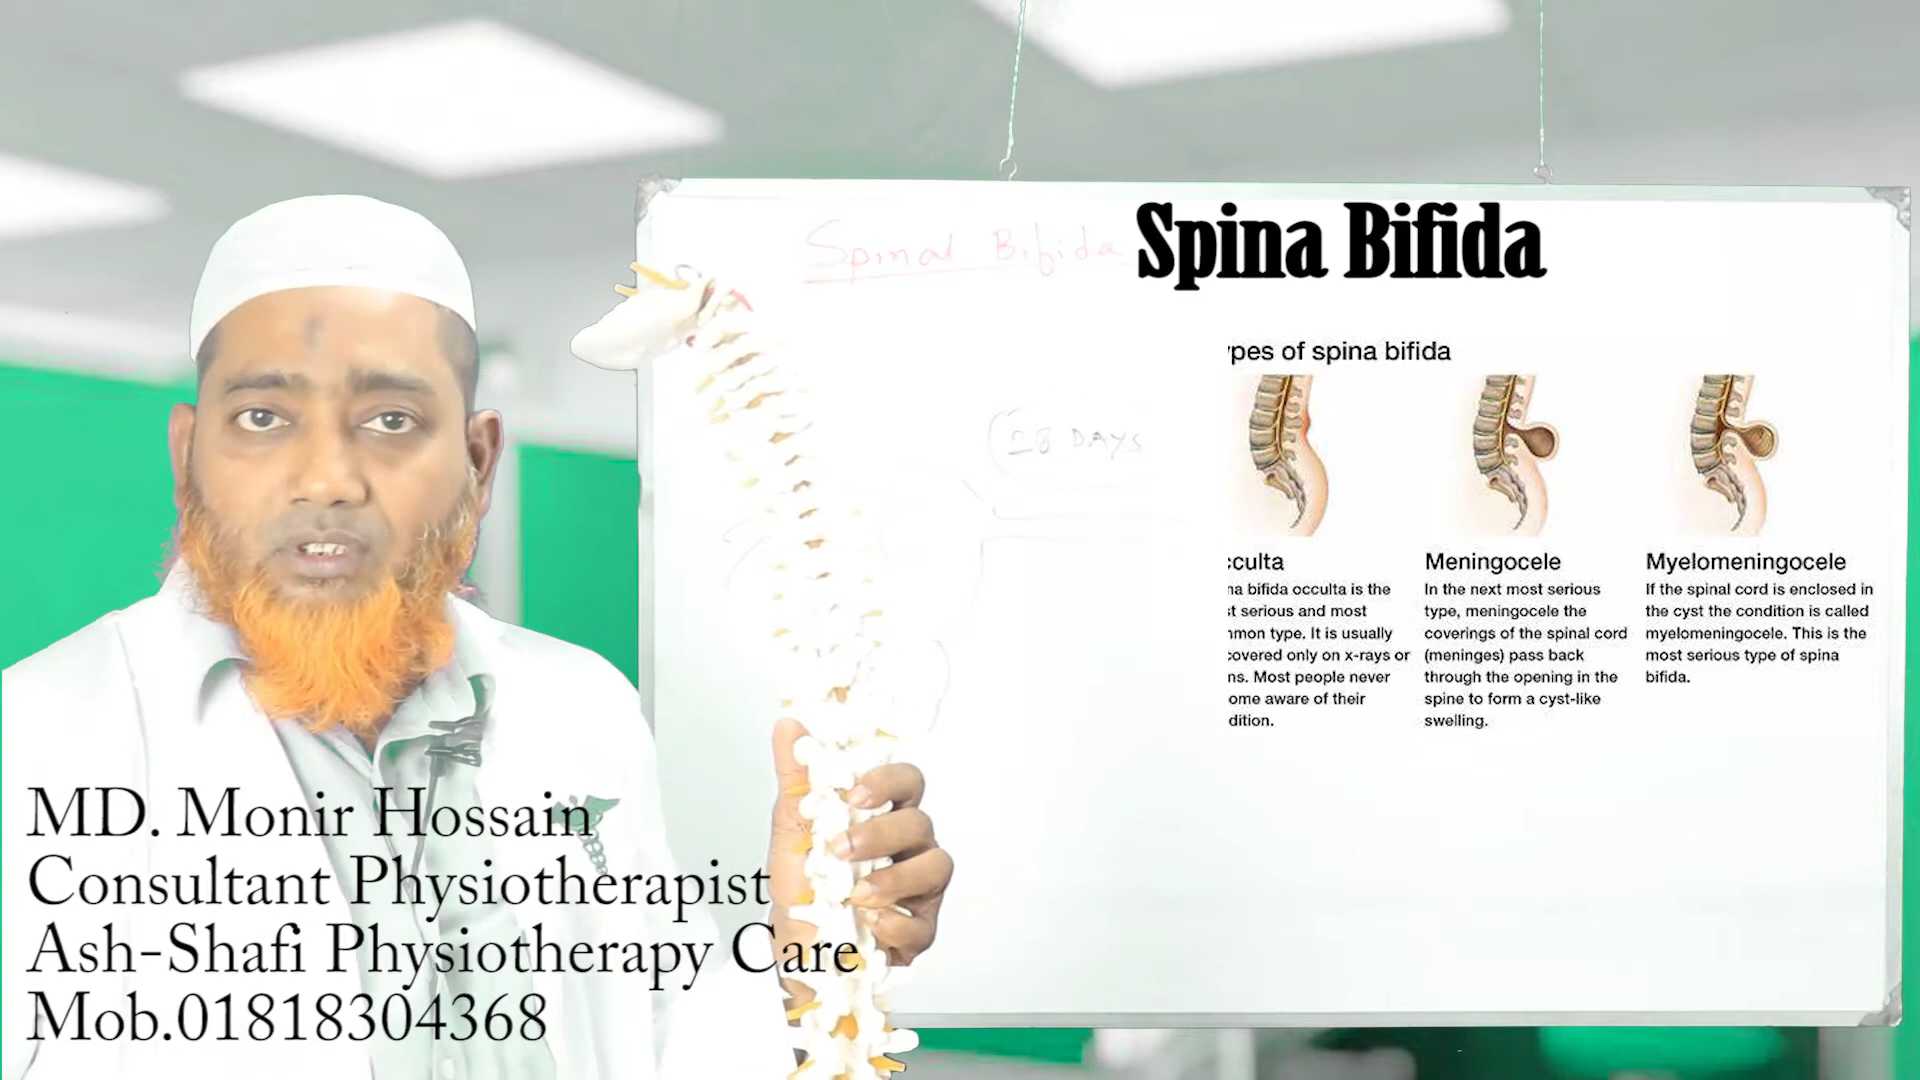 Spinal Bifida
Spina Bifida
28 DAYS
ypes of spina bifida
cculta
na bifida occulta is the
st serious and most
nmon type. It is usually
covered only on x-rays or
ns. Most people never
ome aware of their
dition.
Meningocele
In the next most serious
type, meningocele the
coverings of the spinal cord
(meninges) pass back
through the opening in the
spine to form a cyst-like
swelling.
Myelomeningocele
If the spinal cord is enclosed in
the cyst the condition is called
myelomeningocele. This is the
most serious type of spina
bifida.
MD. Monir Hossain
Consultant Physiotherapist
Ash-Shafi Physiotherapy Care
Mob.01818304368